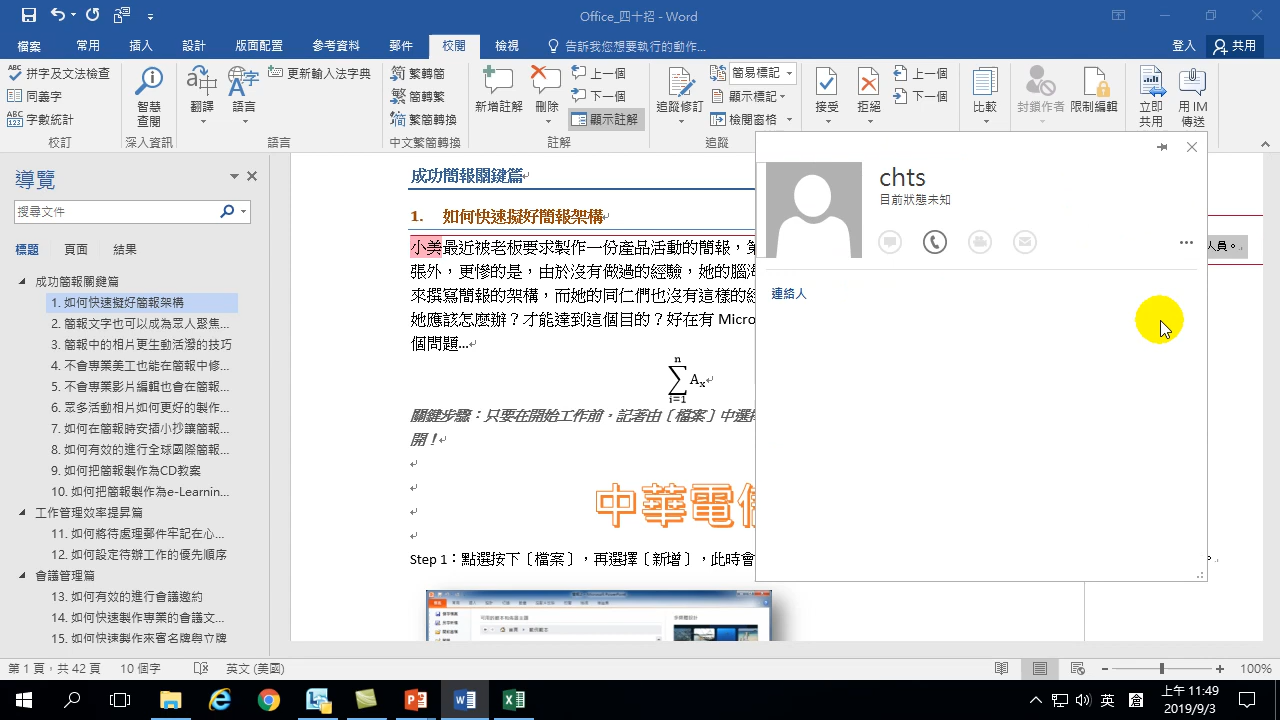 Office_四十招 - Word
檔案 常用 插入 設計 版面配置 參考資料 郵件 校閱 檢視 告訴我您想要執行的動作... 登入 共用
拼字及文法檢查
同義字
字數統計
校訂
智慧
查閱
深入資訊
翻譯
語言
更新輸入法字典
語言
繁轉簡
簡轉繁
繁簡轉換
中文繁簡轉換
新增註解
刪除
上一個
下一個
顯示註解
註解
追蹤修訂
簡易標記
顯示標記
檢閱窗格
追蹤
接受
拒絕
上一個
下一個
比較
封鎖作者
限制編輯
立即
共用
用 IM
傳送
導覽
搜尋文件
標題 頁面 結果
成功簡報關鍵篇
1. 如何快速擬好簡報架構
2. 簡報文字也可以成為眾人聚焦...
3. 簡報中的相片更生動活潑的技巧
4. 不會專業美工也能在簡報中修...
5. 不會專業影片編輯也會在簡報...
6. 眾多活動相片如何更好的製作...
7. 如何在簡報時安插小抄讓簡報...
8. 如何有效的進行全球國際簡報...
9. 如何把簡報製作為CD教案
10. 如何把簡報製作為e-Learnin...
工作管理效率提昇篇
11. 如何將待處理郵件牢記在心...
12. 如何設定待辦工作的優先順序
會議管理篇
13. 如何有效的進行會議邀約
14. 如何快速製作專業的會議文...
15. 如何快速製作來賓名牌與立牌
成功簡報關鍵篇
1. 如何快速擬好簡報架構
小美最近被老板要求製作一份產品活動的簡報，
張外，更慘的是，由於沒有做過的經驗，她的腦
來撰寫簡報的架構，而她的同仁們也沒有這樣的
她應該怎麼辦？才能達到這個目的？好在有 Micro
個問題…
n
∑ Ax
i=1
關鍵步驟：只要在開始工作前，記著由〔檔案〕中選
開！
中華電信
Step 1：點選按下〔檔案〕，再選擇〔新增〕，此時會
人員。
chts
目前狀態未知
連絡人
第 1 頁，共 42 頁 10 個字 英文 (美國) 100%
英
上午 11:49
2019/9/3